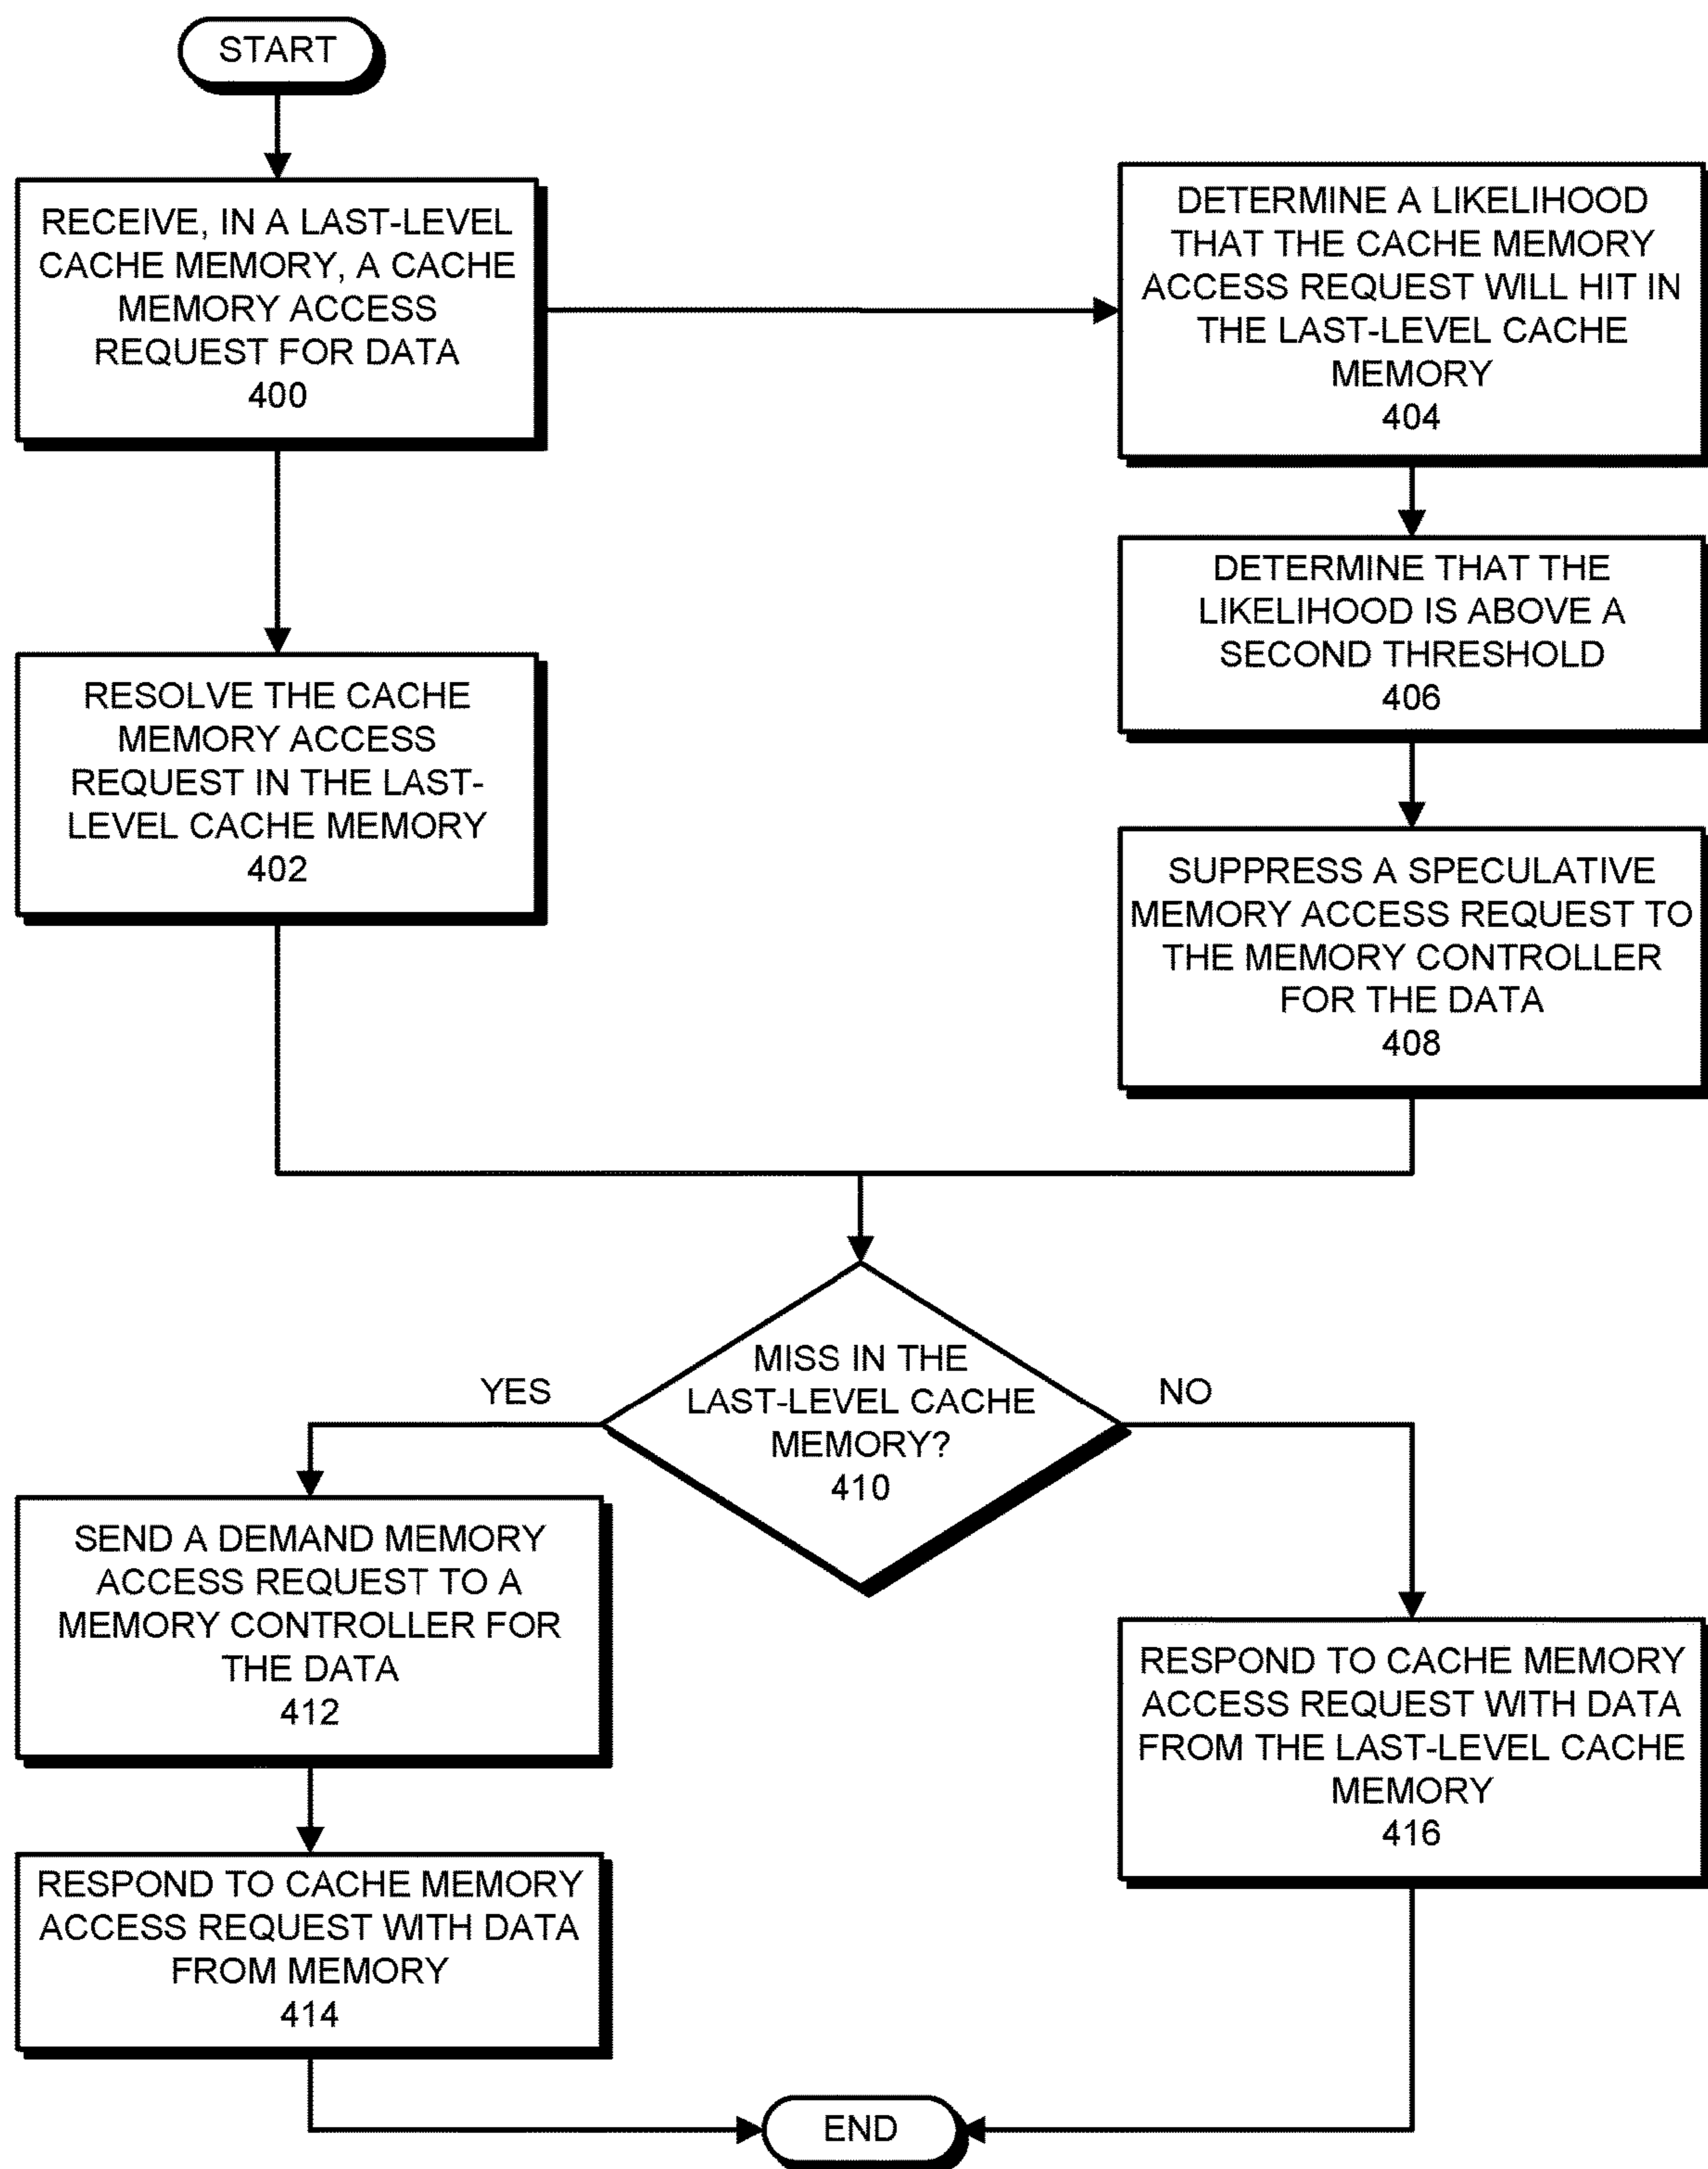 START
RECEIVE, IN A LAST-LEVEL
CACHE MEMORY, A CACHE
MEMORY ACCESS
REQUEST FOR DATA
400
DETERMINE A LIKELIHOOD
THAT THE CACHE MEMORY
ACCESS REQUEST WILL HIT IN
THE LAST-LEVEL CACHE
MEMORY
404
DETERMINE THAT THE
LIKELIHOOD IS ABOVE A
SECOND THRESHOLD
406
RESOLVE THE CACHE
MEMORY ACCESS
REQUEST IN THE LAST-
LEVEL CACHE MEMORY
402
SUPPRESS A SPECULATIVE
MEMORY ACCESS REQUEST TO
THE MEMORY CONTROLLER
FOR THE DATA
408
MISS IN THE
LAST-LEVEL CACHE
MEMORY?
410
YES
NO
SEND A DEMAND MEMORY
ACCESS REQUEST TO A
MEMORY CONTROLLER FOR
THE DATA
412
RESPOND TO CACHE MEMORY
ACCESS REQUEST WITH DATA
FROM THE LAST-LEVEL CACHE
MEMORY
416
RESPOND TO CACHE MEMORY
ACCESS REQUEST WITH DATA
FROM MEMORY
414
END